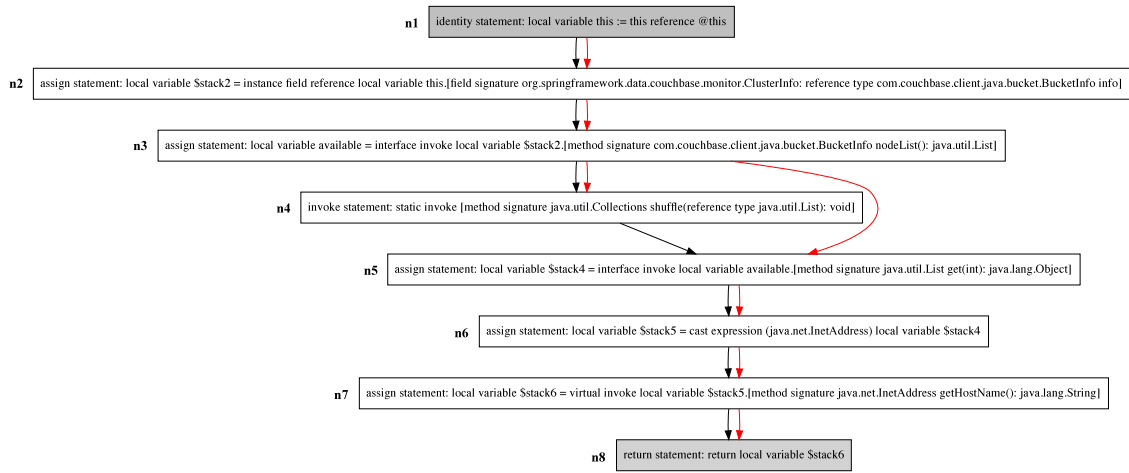 n1 identity statement: local variable this := this reference @this
n2 assign statement: local variable $stack2 = instance field reference local variable this.[field signature org.springframework.data.couchbase.monitor.ClusterInfo: reference type com.couchbase.client.java.bucket.BucketInfo info]
n3 assign statement: local variable available = interface invoke local variable $stack2.[method signature com.couchbase.client.java.bucket.BucketInfo nodeList(): java.util.List]
n4 invoke statement: static invoke [method signature java.util.Collections shuffle(reference type java.util.List): void]
n5 assign statement: local variable $stack4 = interface invoke local variable available.[method signature java.util.List get(int): java.lang.Object]
n6 assign statement: local variable $stack5 = cast expression (java.net.InetAddress) local variable $stack4
n7 assign statement: local variable $stack6 = virtual invoke local variable $stack5.[method signature java.net.InetAddress getHostName(): java.lang.String]
n8 return statement: return local variable $stack6